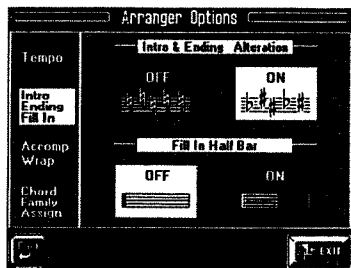 Arranger Options
Tempo
Intro
Ending
Fill In
Accomp
Wrap
Chord
Family
Assign
Intro & Ending Alteration
OFF
ON
Fill In Half Bar
OFF
ON
EXIT